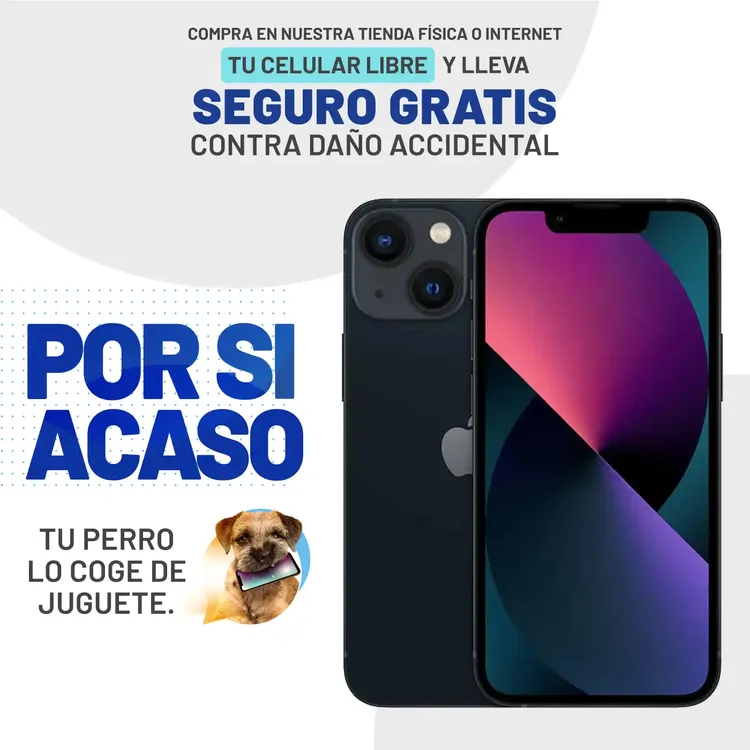 COMPRA EN NUESTRA TIENDA FÍSICA O INTERNET
TU CELULAR LIBRE Y LLEVA
SEGURO GRATIS
CONTRA DAÑO ACCIDENTAL
POR SI
ACASO
TU PERRO
LO COGE DE
JUGUETE.